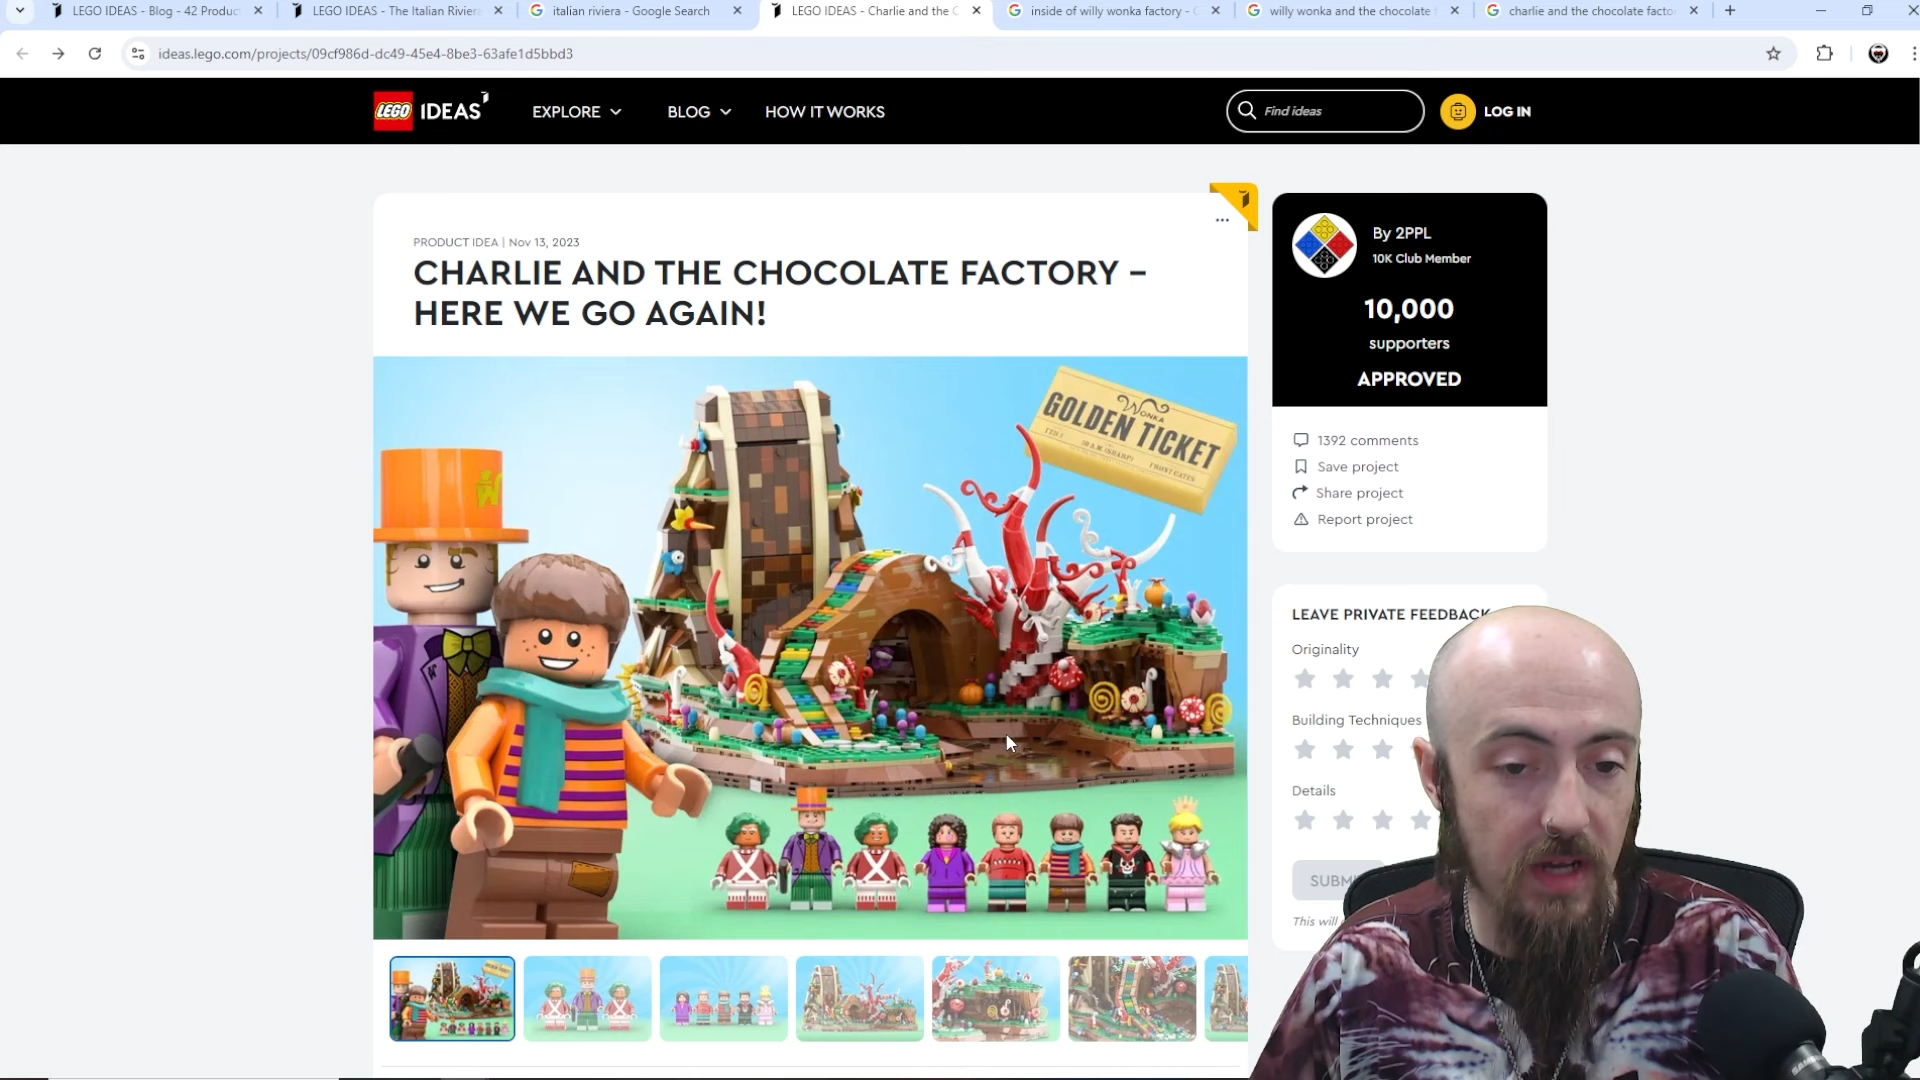 LEGO IDEAS - Blog - 42 Produc
LEGO IDEAS - The Italian Riviera
italian riviera - Google Search
LEGO IDEAS - Charlie and the C
inside of willy wonka factory -
willy wonka and the chocolate f
charlie and the chocolate facto
ideas.lego.com/projects/09cf986d-dc49-45e4-8be3-63afe1d5bbd3
LEGO IDEAS
EXPLORE
BLOG
HOW IT WORKS
Find ideas
LOG IN
PRODUCT IDEA | Nov 13, 2023
CHARLIE AND THE CHOCOLATE FACTORY –
HERE WE GO AGAIN!
WONKA
GOLDEN TICKET
By 2PPL
10K Club Member
10,000
supporters
APPROVED
1392 comments
Save project
Share project
Report project
LEAVE PRIVATE FEEDBACK
Originality
Building Techniques
Details
SUBM
This will